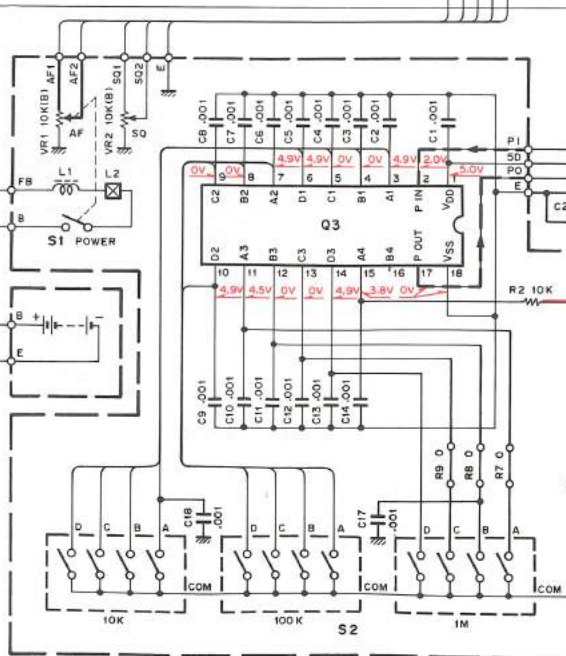 AF1 AF2 SQ1 SQ2 E
VR1 10K(B) AF VR2 10K(B) SQ
C8 .001 C7 .001 C6 .001 C5 .001 C4 .001 C3 .001 C2 .001 C1 .001
PI
5D
PO
E
C2
FB L1 L2
B S1 POWER
0V 0V 4.9V 4.9V 0V 0V 4.9V 2.0V 5.0V
9 8 7 6 5 4 3 2 1
C2 B2 A2 D1 C1 B1 A1 P IN VDD
Q3
D2 A3 B3 C3 D3 A4 B4 P OUT VSS
10 11 12 13 14 15 16 17 18
4.9V 4.5V 0V 0V 4.9V 3.8V 0V
R2 10K
B + −
E
C9 .001 C10 .001 C11 .001 C12 .001 C13 .001 C14 .001
R9 0 R8 0 R7 0
C18 .001 C17 .001
D C B A D C B A D C B A
COM COM COM
10K 100K 1M
S2